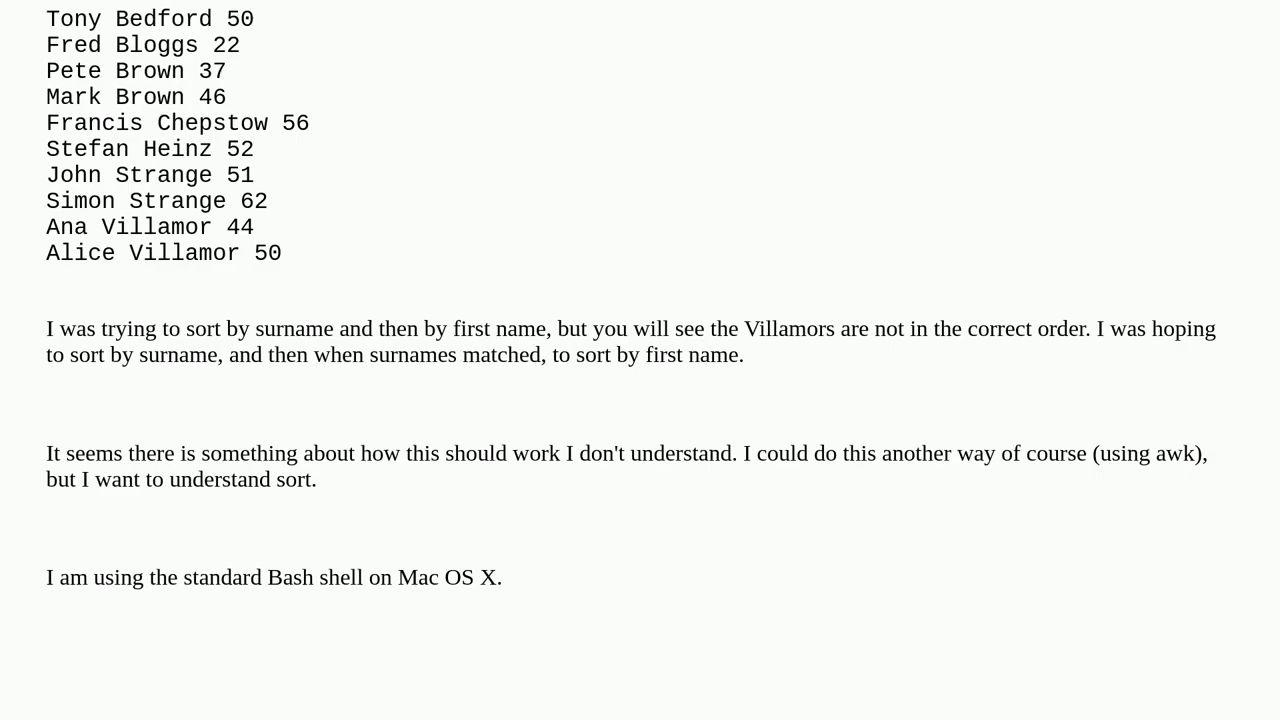 Tony Bedford 50
Fred Bloggs 22
Pete Brown 37
Mark Brown 46
Francis Chepstow 56
Stefan Heinz 52
John Strange 51
Simon Strange 62
Ana Villamor 44
Alice Villamor 50
I was trying to sort by surname and then by first name, but you will see the Villamors are not in the correct order. I was hoping
to sort by surname, and then when surnames matched, to sort by first name.
It seems there is something about how this should work I don't understand. I could do this another way of course (using awk),
but I want to understand sort.
I am using the standard Bash shell on Mac OS X.